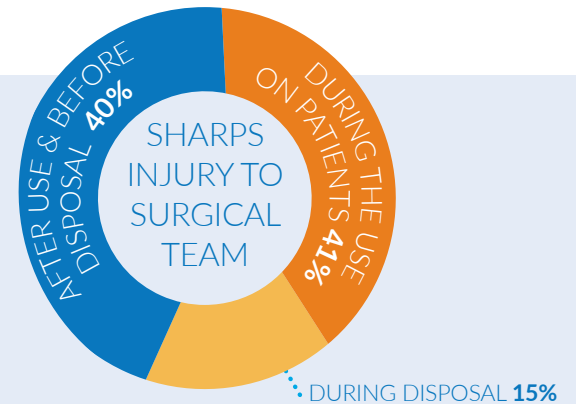 SHARPS
INJURY TO
SURGICAL
TEAM
AFTER USE & BEFORE
DISPOSAL 40%
DURING THE USE
ON PATIENTS 41%
DURING DISPOSAL 15%